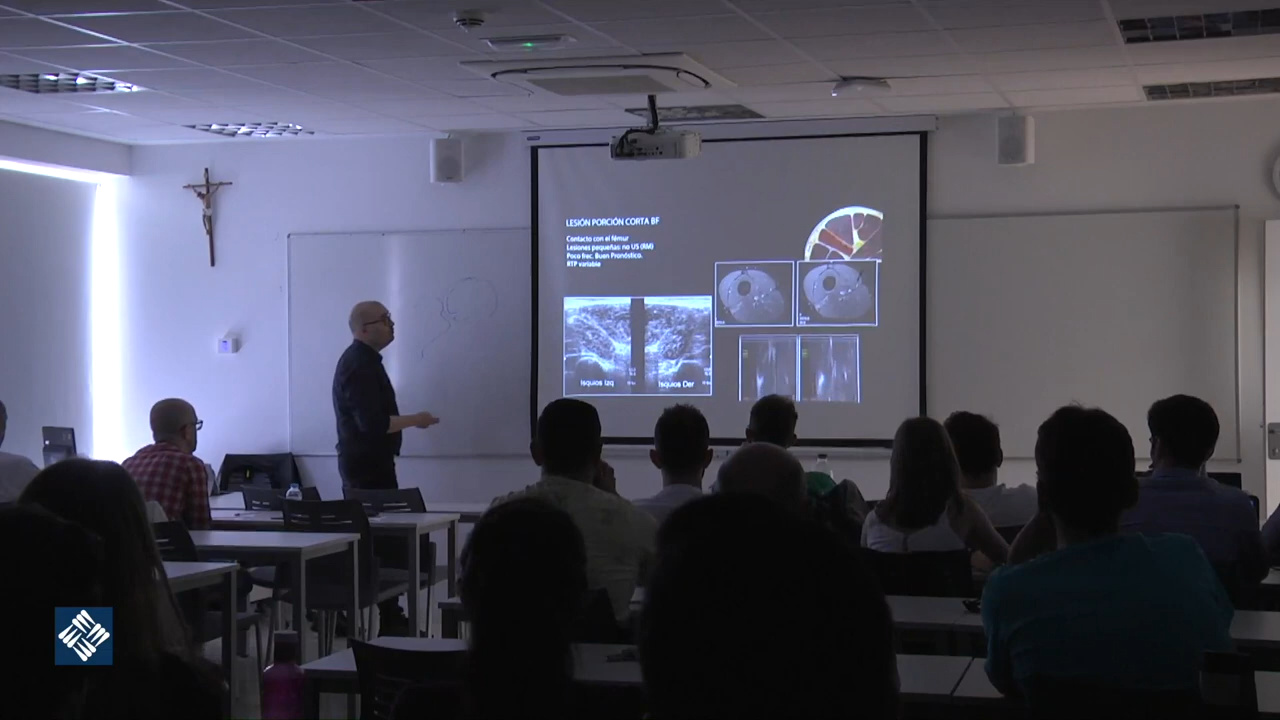 LESIÓN PORCIÓN CORTA BF
Contacto con el fémur
Lesiones pequeñas: no US (RM)
Poco frec. Buen Pronóstico.
RTP variable
Isquios Izq
Isquios Der